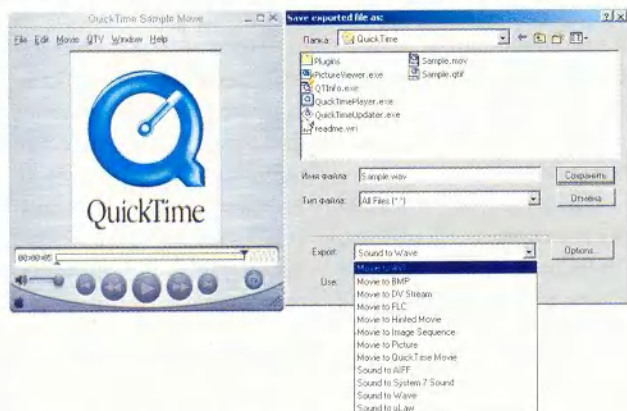 QuickTime Sample Movie
File Edit Movie QTV Window Help
QuickTime
00:00:05
Save exported file as:
Папка: QuickTime
Plugins
PictureViewer.exe
QTInfo.exe
QuickTimePlayer.exe
QuickTimeUpdater.exe
readme.wri
Sample.mov
Sample.qtif
Имя файла: Sample.wav
Сохранить
Тип файлов: All Files (*.*)
Отмена
Export: Sound to Wave
Options...
Use:
Movie to AVI
Movie to BMP
Movie to DV Stream
Movie to FLC
Movie to Hinted Movie
Movie to Image Sequence
Movie to Picture
Movie to QuickTime Movie
Sound to AIFF
Sound to System 7 Sound
Sound to Wave
Sound to uLaw